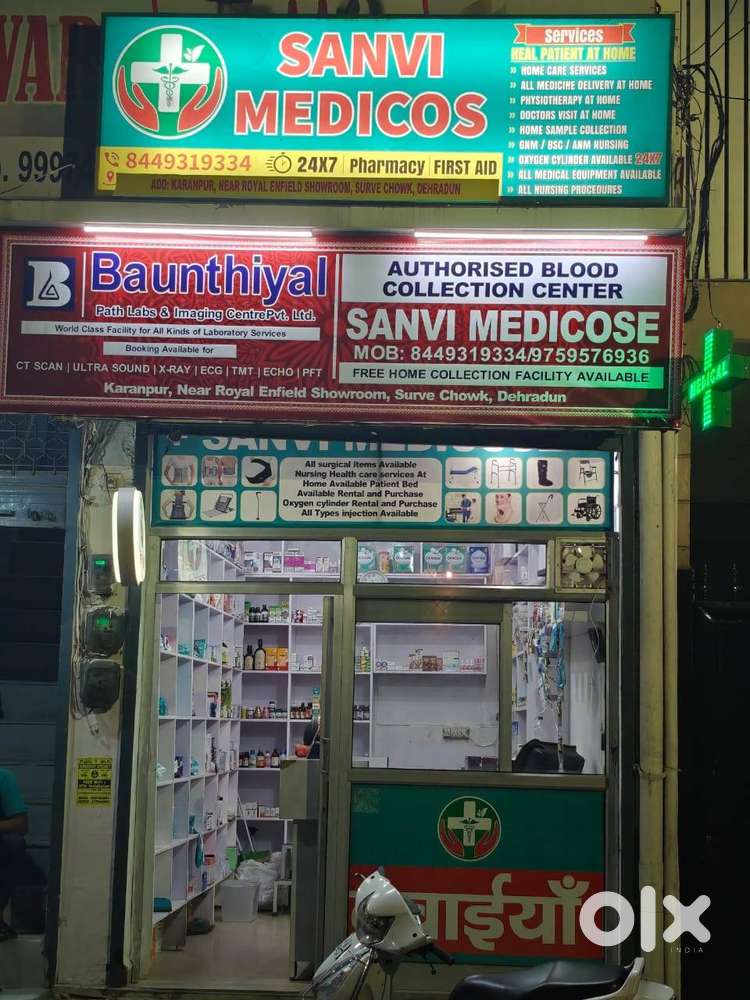 WAR
. 999
SANVI
MEDICOS
8449319334
24X7 | Pharmacy | FIRST AID
ADD: KARANPUR, NEAR ROYAL ENFIELD SHOWROOM, SURVE CHOWK, DEHRADUN
Services
HEAL PATIENT AT HOME
» HOME CARE SERVICES
» ALL MEDICINE DELIVERY AT HOME
» PHYSIOTHERAPY AT HOME
» DOCTORS VISIT AT HOME
» HOME SAMPLE COLLECTION
» GNM / BSC / ANM NURSING
» OXYGEN CYLINDER AVAILABLE 24X7
» ALL MEDICAL EQUIPMENT AVAILABLE
» ALL NURSING PROCEDURES
B Baunthiyal
Path Labs & Imaging CentrePvt. Ltd.
World Class Facility for All Kinds of Laboratory Services
Booking Available for
CT SCAN | ULTRA SOUND | X-RAY | ECG | TMT | ECHO | PFT
AUTHORISED BLOOD
COLLECTION CENTER
SANVI MEDICOSE
MOB: 8449319334/9759576936
FREE HOME COLLECTION FACILITY AVAILABLE
Karanpur, Near Royal Enfield Showroom, Surve Chowk, Dehradun
MEDICAL
SANVI
All surgical items Available
Nursing Health care services At
Home Available Patient Bed
Available Rental and Purchase
Oxygen cylinder Rental and Purchase
All Types injection Available
olx
INDIA